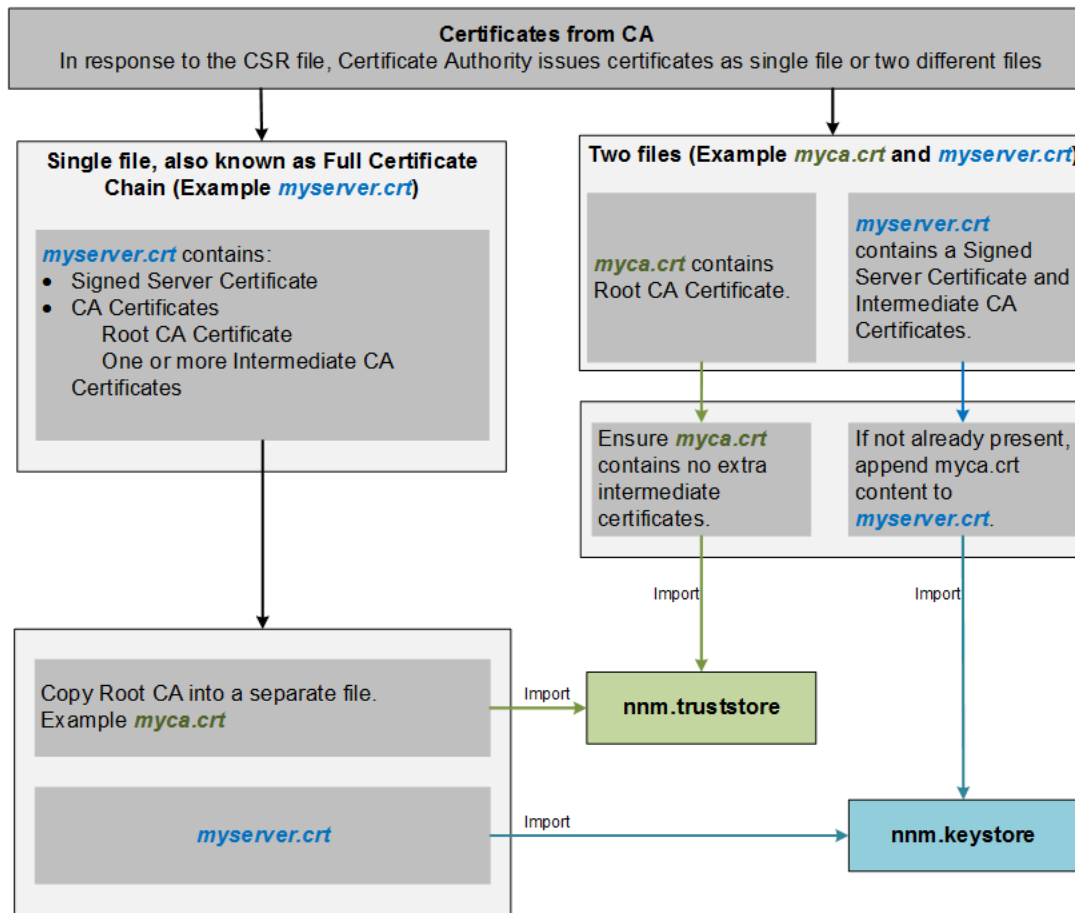 Certificates from CA
In response to the CSR file, Certificate Authority issues certificates as single file or two different files
Single file, also known as Full Certificate
Chain (Example myserver.crt)
myserver.crt contains:
• Signed Server Certificate
• CA Certificates
Root CA Certificate
One or more Intermediate CA
Certificates
Two files (Example myca.crt and myserver.crt)
myca.crt contains
Root CA Certificate.
myserver.crt
contains a Signed
Server Certificate and
Intermediate CA
Certificates.
Ensure myca.crt
contains no extra
intermediate
certificates.
If not already present,
append myca.crt
content to
myserver.crt.
Import
Import
Copy Root CA into a separate file.
Example myca.crt
Import
nnm.truststore
myserver.crt
Import
nnm.keystore